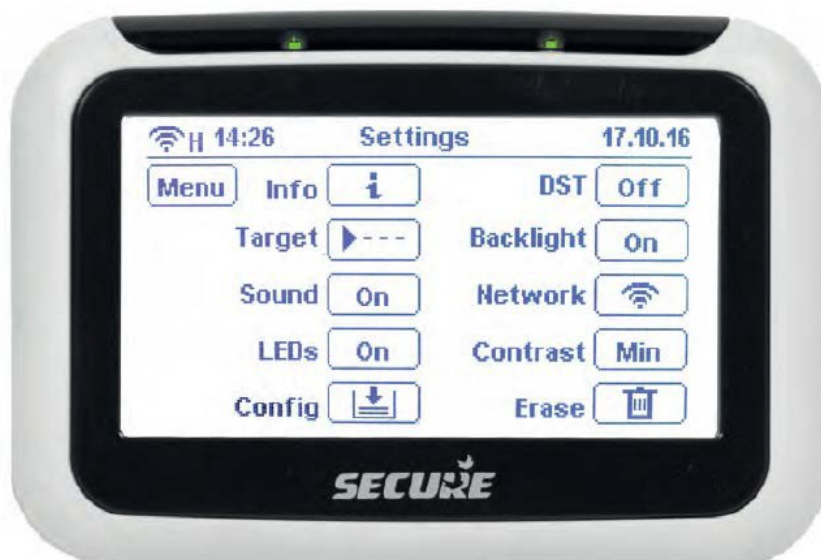 H 14:26 Settings 17.10.16
Menu Info i DST Off
Target --- Backlight On
Sound On Network
LEDs On Contrast Min
Config Erase
SECURE